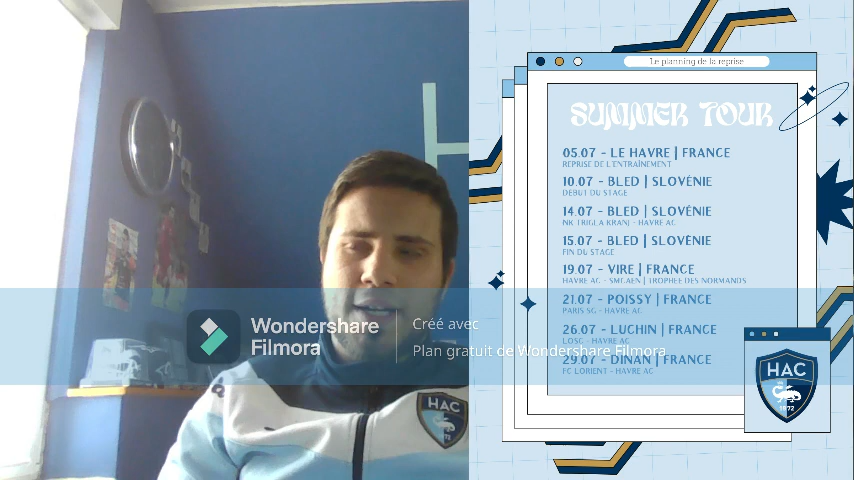 Le planning de la reprise
SUMMER TOUR
05.07 - LE HAVRE | FRANCE
REPRISE DE L'ENTRAÎNEMENT
10.07 - BLED | SLOVÉNIE
DÉBUT DU STAGE
14.07 - BLED | SLOVÉNIE
NK TRIGLA KRANJ - HAVRE AC
15.07 - BLED | SLOVÉNIE
FIN DU STAGE
19.07 - VIRE | FRANCE
HAVRE AC - SMCAEN | TROPHÉE DES NORMANDS
21.07 - POISSY | FRANCE
PARIS SG - HAVRE AC
26.07 - LUCHIN | FRANCE
LOSC - HAVRE AC
29.07 - DINAN | FRANCE
FC LORIENT - HAVRE AC
HAC
1872
Wondershare
Filmora
Créé avec
Plan gratuit de Wondershare Filmora
H
HAC